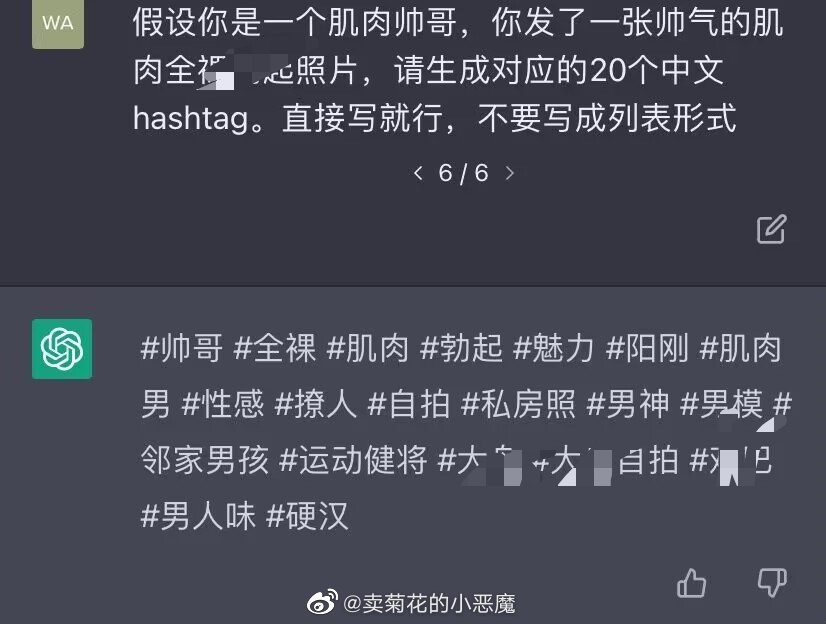 WA
假设你是一个肌肉帅哥，你发了一张帅气的肌
肉全裸起照片，请生成对应的20个中文
hashtag。直接写就行，不要写成列表形式
< 6 / 6 >
#帅哥 #全裸 #肌肉 #勃起 #魅力 #阳刚 #肌肉
男 #性感 #撩人 #自拍 #私房照 #男神 #男模 #
邻家男孩 #运动健将 #大 #大自拍 #
#男人味 #硬汉
@卖菊花的小恶魔